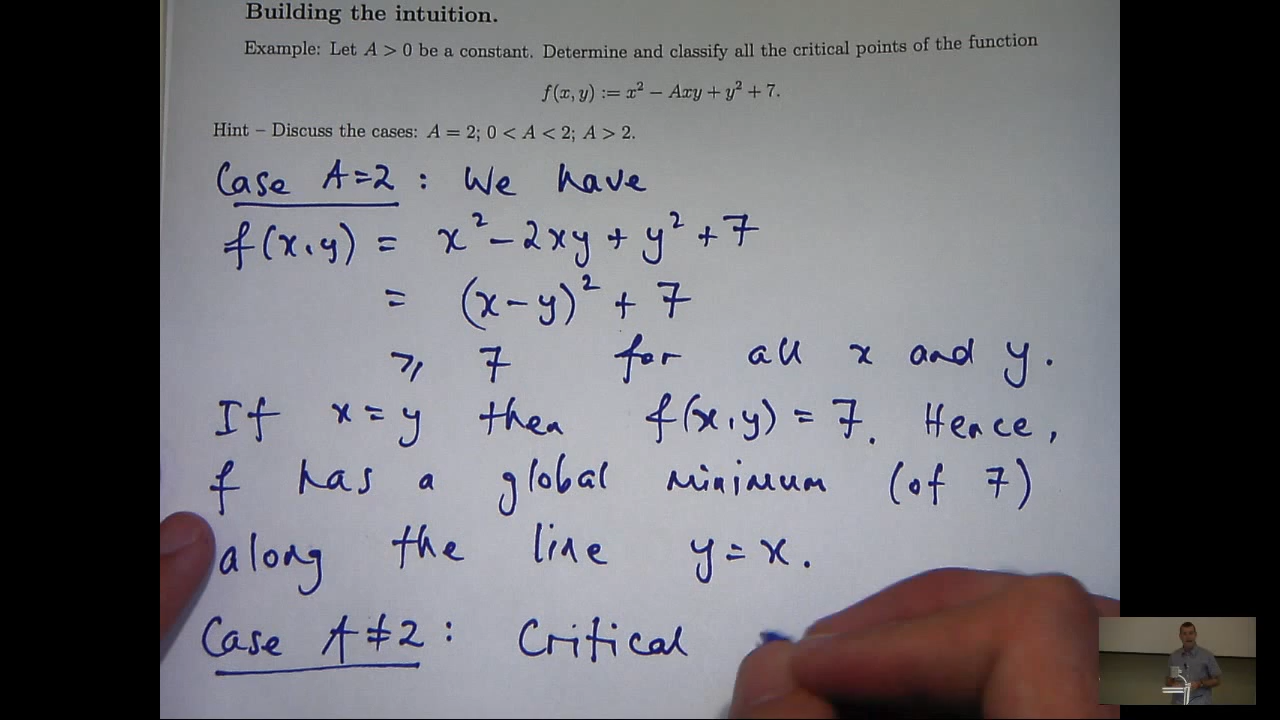 Building the intuition.
Example: Let A > 0 be a constant. Determine and classify all the critical points of the function
f(x, y) := x² − Axy + y² + 7.
Hint – Discuss the cases: A = 2; 0 < A < 2; A > 2.
Case A=2 : We have
f(x,y) = x² − 2xy + y² + 7
= (x−y)² + 7
⩾ 7 for all x and y.
If x=y then f(x,y) = 7. Hence,
f has a global minimum (of 7)
along the line y=x.
Case A≠2 : Critical